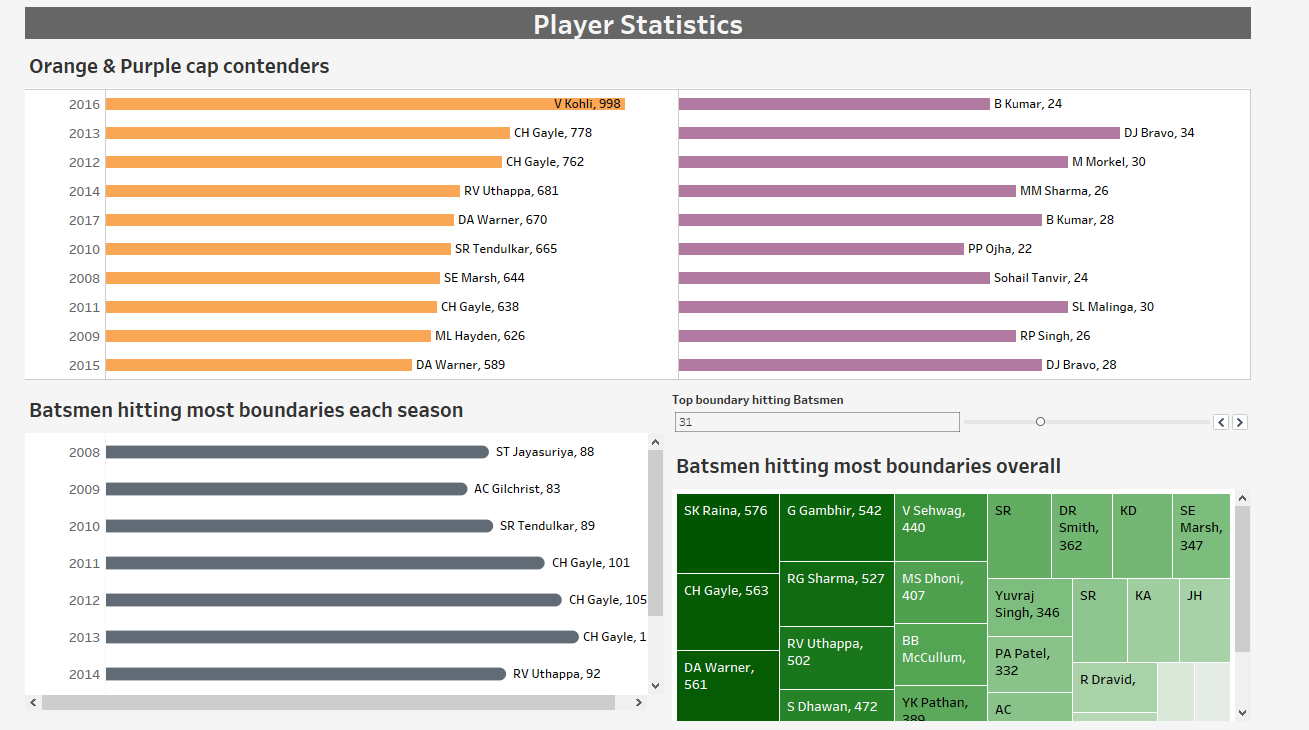 Player Statistics
Orange & Purple cap contenders
2016 V Kohli, 998 B Kumar, 24
2013 CH Gayle, 778 DJ Bravo, 34
2012 CH Gayle, 762 M Morkel, 30
2014 RV Uthappa, 681 MM Sharma, 26
2017 DA Warner, 670 B Kumar, 28
2010 SR Tendulkar, 665 PP Ojha, 22
2008 SE Marsh, 644 Sohail Tanvir, 24
2011 CH Gayle, 638 SL Malinga, 30
2009 ML Hayden, 626 RP Singh, 26
2015 DA Warner, 589 DJ Bravo, 28
Batsmen hitting most boundaries each season
2008 ST Jayasuriya, 88
2009 AC Gilchrist, 83
2010 SR Tendulkar, 89
2011 CH Gayle, 101
2012 CH Gayle, 105
2013 CH Gayle, 1
2014 RV Uthappa, 92
Top boundary hitting Batsmen
31
Batsmen hitting most boundaries overall
SK Raina, 576
CH Gayle, 563
DA Warner,
561
G Gambhir, 542
RG Sharma, 527
RV Uthappa,
502
S Dhawan, 472
V Sehwag,
440
MS Dhoni,
407
BB
McCullum,
YK Pathan,
389
SR
DR
Smith,
362
KD
SE
Marsh,
347
Yuvraj
Singh, 346
PA Patel,
332
AC
SR
KA
JH
R Dravid,